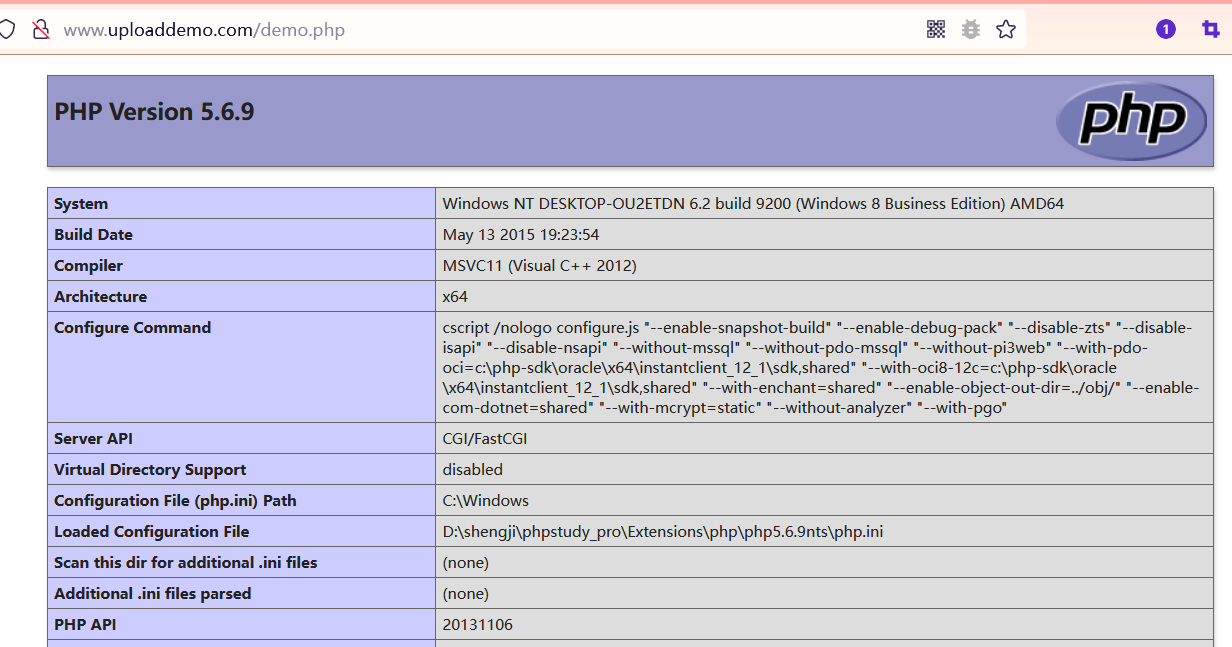 www.uploaddemo.com/demo.php
1
PHP Version 5.6.9
php
System Windows NT DESKTOP-OU2ETDN 6.2 build 9200 (Windows 8 Business Edition) AMD64
Build Date May 13 2015 19:23:54
Compiler MSVC11 (Visual C++ 2012)
Architecture x64
Configure Command cscript /nologo configure.js "--enable-snapshot-build" "--enable-debug-pack" "--disable-zts" "--disable-
isapi" "--disable-nsapi" "--without-mssql" "--without-pdo-mssql" "--without-pi3web" "--with-pdo-
oci=c:\php-sdk\oracle\x64\instantclient_12_1\sdk,shared" "--with-oci8-12c=c:\php-sdk\oracle
\x64\instantclient_12_1\sdk,shared" "--with-enchant=shared" "--enable-object-out-dir=../obj/" "--enable-
com-dotnet=shared" "--with-mcrypt=static" "--without-analyzer" "--with-pgo"
Server API CGI/FastCGI
Virtual Directory Support disabled
Configuration File (php.ini) Path C:\Windows
Loaded Configuration File D:\shengji\phpstudy_pro\Extensions\php\php5.6.9nts\php.ini
Scan this dir for additional .ini files (none)
Additional .ini files parsed (none)
PHP API 20131106